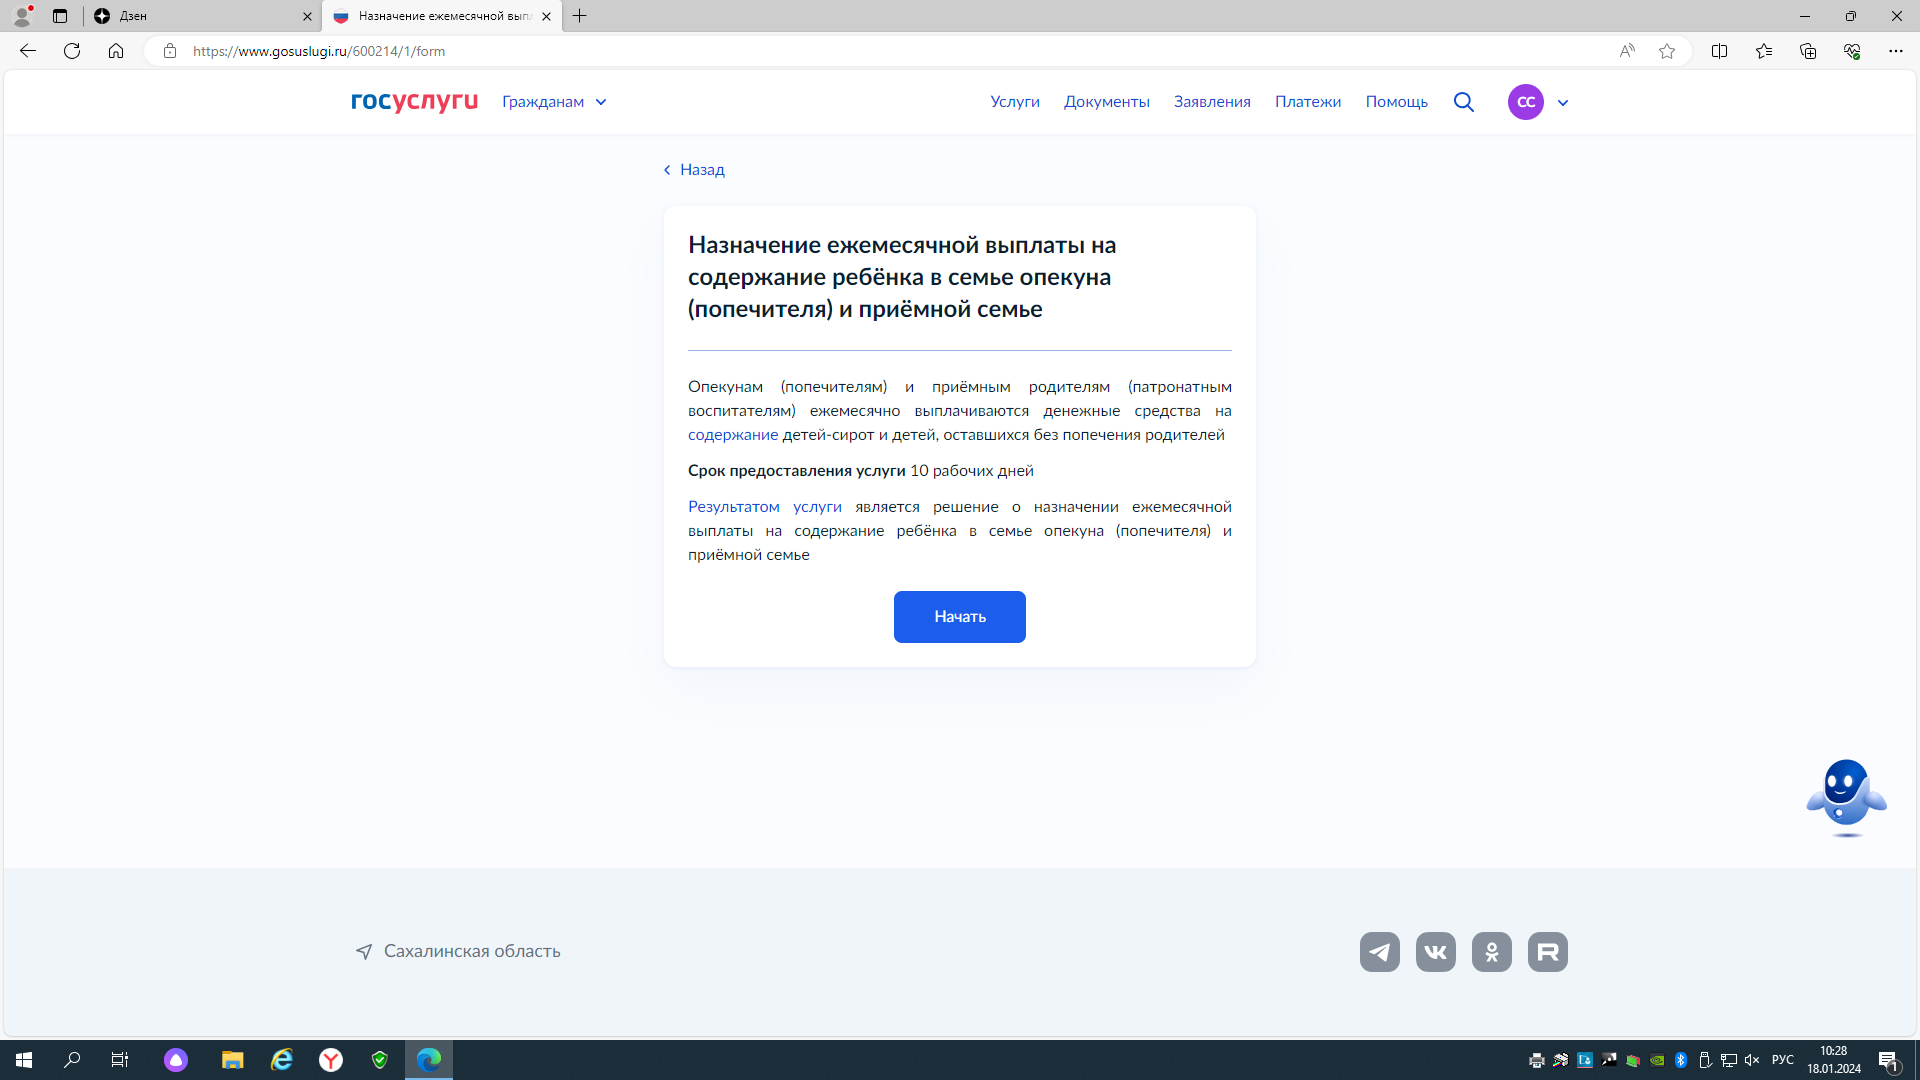 Дзен
Назначение ежемесячной вып
https://www.gosuslugi.ru/600214/1/form
госуслуги
Гражданам
Услуги
Документы
Заявления
Платежи
Помощь
СС
Назад
Назначение ежемесячной выплаты на
содержание ребёнка в семье опекуна
(попечителя) и приёмной семье
Опекунам (попечителям) и приёмным родителям (патронатным
воспитателям) ежемесячно выплачиваются денежные средства на
содержание детей-сирот и детей, оставшихся без попечения родителей
Срок предоставления услуги 10 рабочих дней
Результатом услуги является решение о назначении ежемесячной
выплаты на содержание ребёнка в семье опекуна (попечителя) и
приёмной семье
Начать
Сахалинская область
РУС
10:28
18.01.2024
1